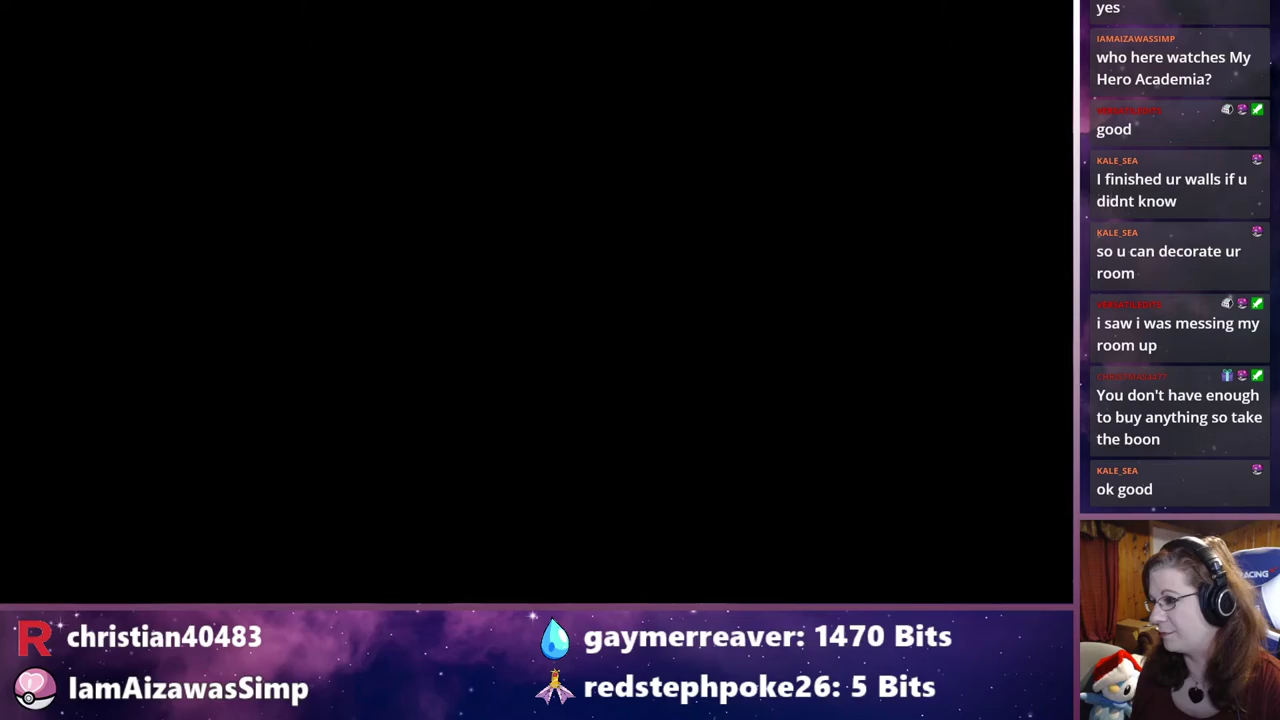 yes
IAMAIZAWASSIMP
who here watches My
Hero Academia?
good
KALE_SEA
I finished ur walls if u
didnt know
KALE_SEA
so u can decorate ur
room
i saw i was messing my
room up
You don't have enough
to buy anything so take
the boon
KALE_SEA
ok good
RACING
R christian40483
IamAizawasSimp
gaymerreaver: 1470 Bits
redstephpoke26: 5 Bits